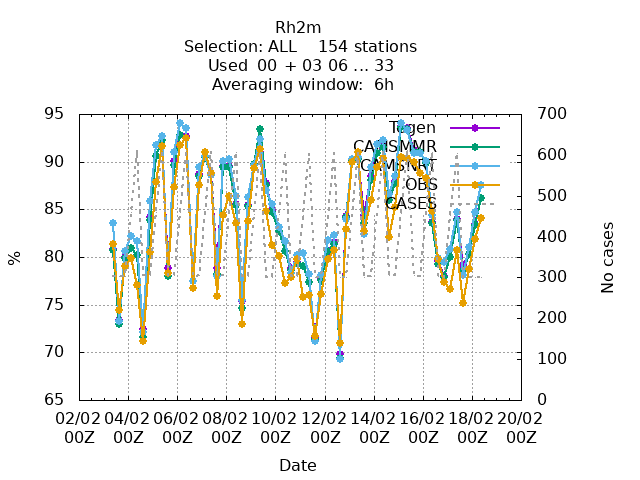 Rh2m
Selection: ALL    154 stations
Used  00 + 03 06 ... 33
Averaging window:  6h
95
90
85
80
75
70
65
%
700
600
500
400
300
200
100
0
No cases
Tegen
CAMSMMR
CAMSNRT
OBS
CASES
02/02 04/02 06/02 08/02 10/02 12/02 14/02 16/02 18/02 20/02
00Z 00Z 00Z 00Z 00Z 00Z 00Z 00Z 00Z 00Z
Date